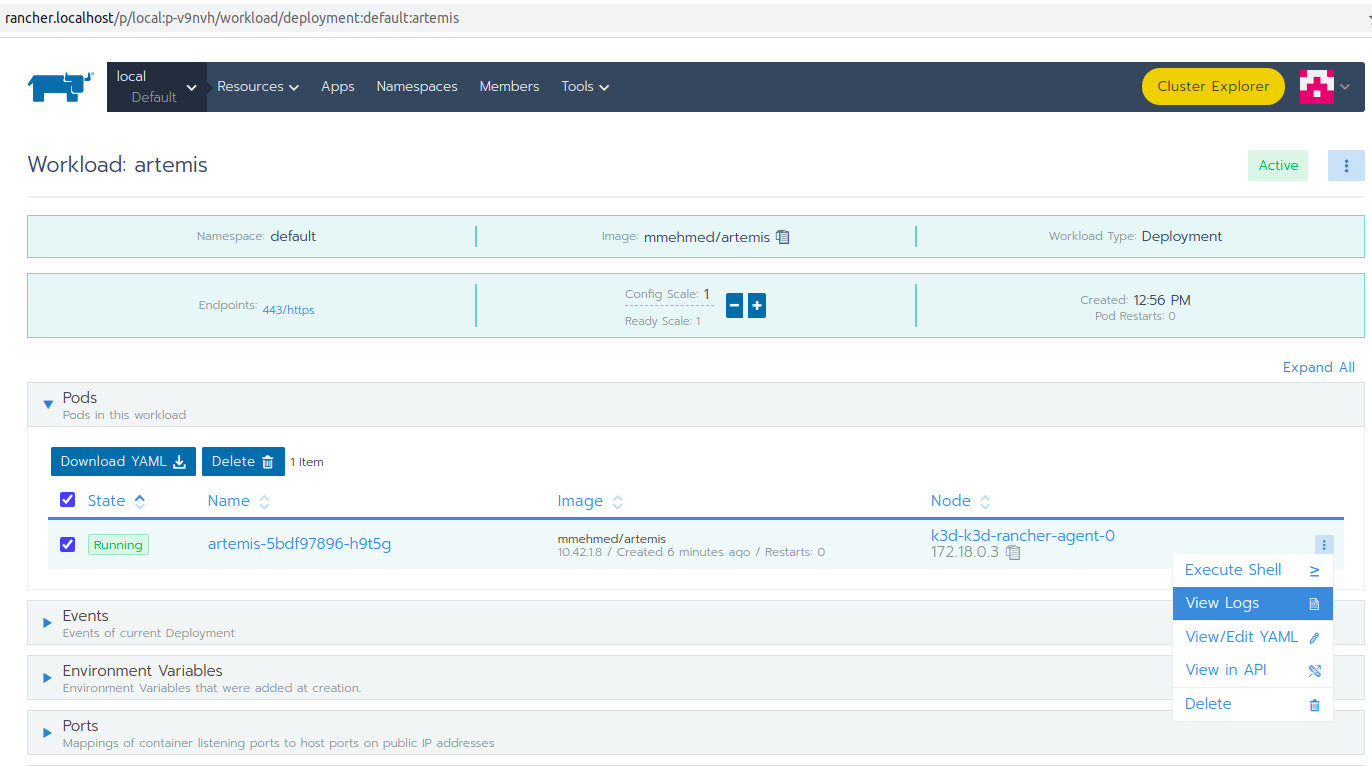 rancher.localhost/p/local:p-v9nvh/workload/deployment:default:artemis
local
Default
Resources Apps Namespaces Members Tools Cluster Explorer
Workload: artemis
Active
Namespace: default Image: mmehmed/artemis Workload Type: Deployment
Endpoints: 443/https
Config Scale: 1
Ready Scale: 1
Created: 12:56 PM
Pod Restarts: 0
Expand All
Pods
Pods in this workload
Download YAML Delete 1 Item
State Name Image Node
Running artemis-5bdf97896-h9t5g
mmehmed/artemis
10.42.1.8 / Created 6 minutes ago / Restarts: 0
k3d-k3d-rancher-agent-0
172.18.0.3
Execute Shell
View Logs
View/Edit YAML
View in API
Delete
Events
Events of current Deployment
Environment Variables
Environment Variables that were added at creation.
Ports
Mappings of container listening ports to host ports on public IP addresses